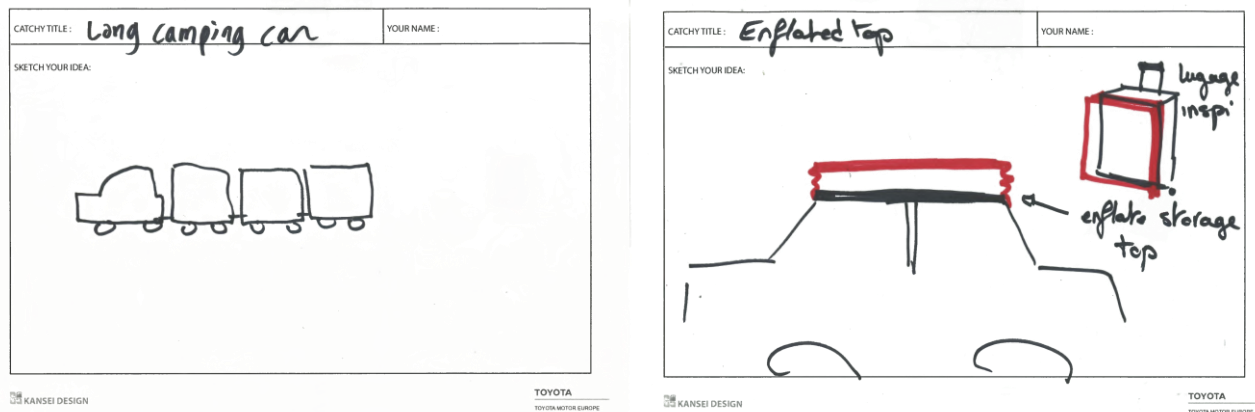 CATCHY TITLE : Long camping car
YOUR NAME :
SKETCH YOUR IDEA:
KANSEI DESIGN
TOYOTA
TOYOTA MOTOR EUROPE
CATCHY TITLE : Enflated top
YOUR NAME :
SKETCH YOUR IDEA:
lugage
inspi
enflate storage
top
KANSEI DESIGN
TOYOTA
TOYOTA MOTOR EUROPE